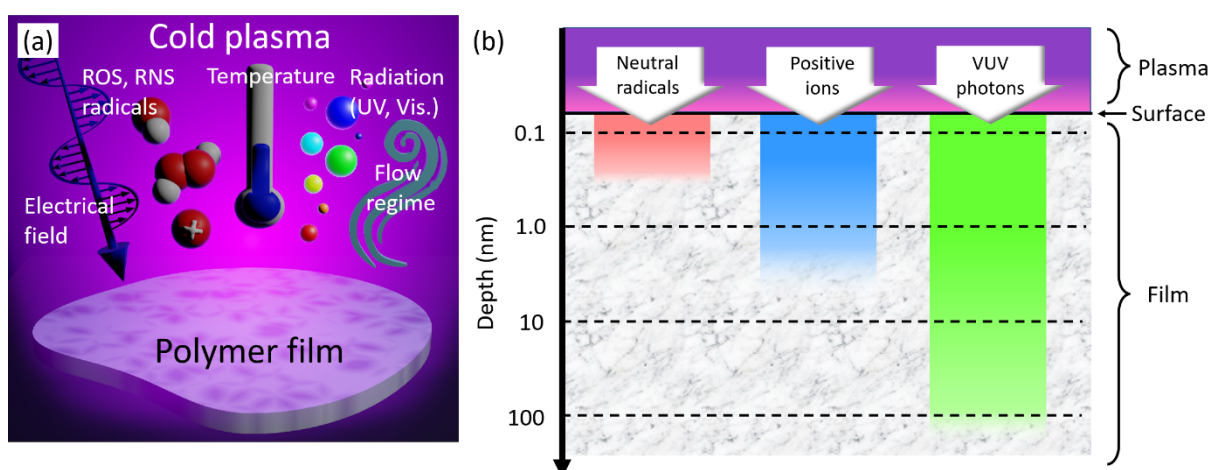 (a)
Cold plasma
ROS, RNS
radicals
Temperature
Radiation
(UV, Vis.)
Flow
regime
Electrical
field
+
Polymer film
(b)
Neutral
radicals
Positive
ions
VUV
photons
Plasma
Surface
0.1
1.0
10
100
Depth (nm)
Film